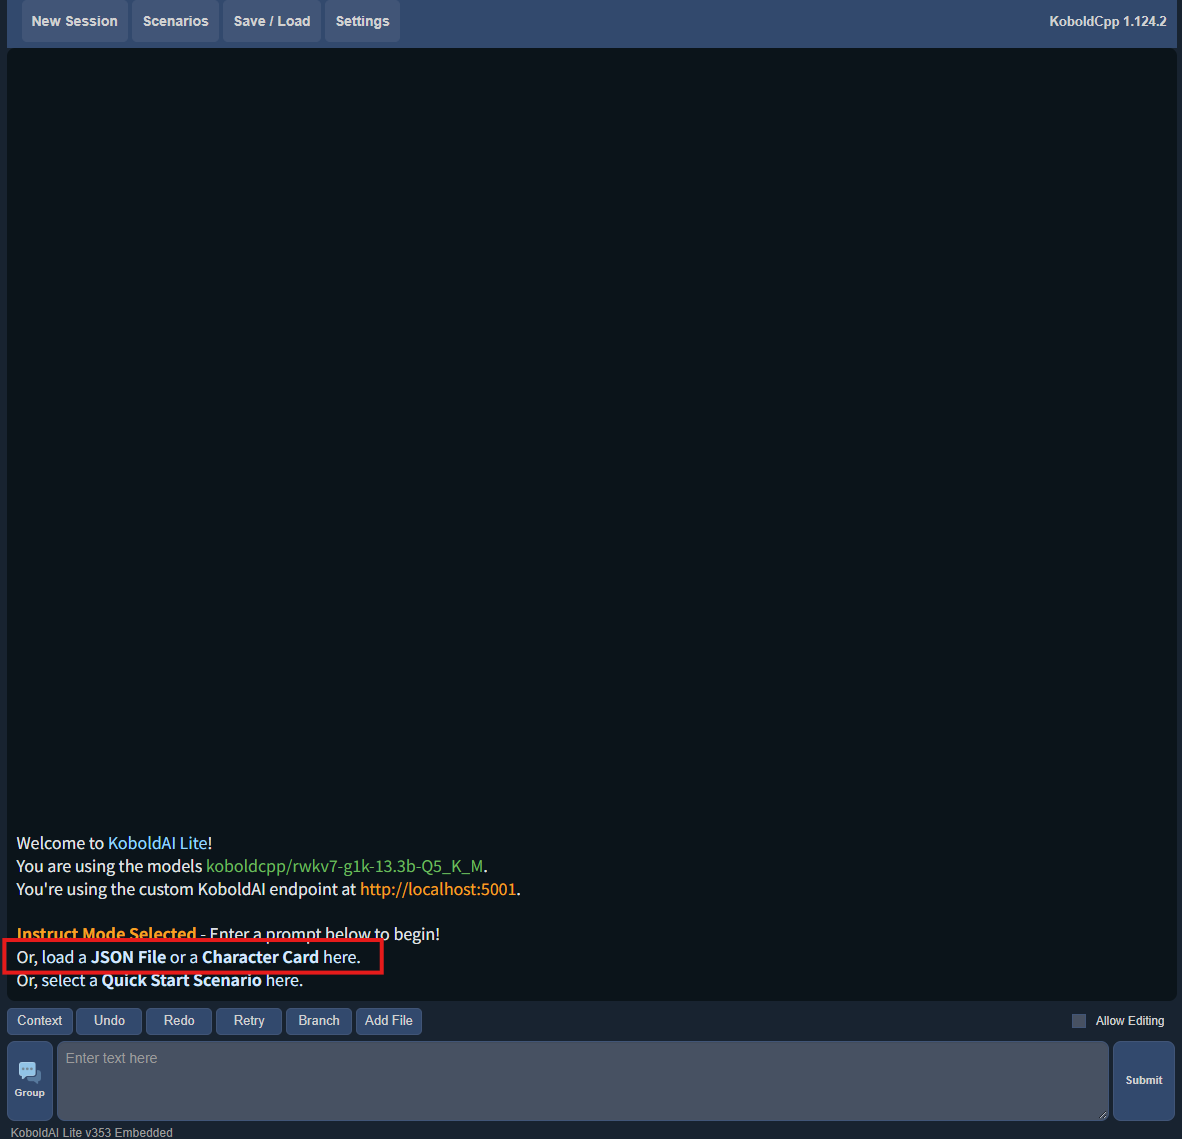 New Session Scenarios Save / Load Settings KoboldCpp 1.124.2
Welcome to KoboldAI Lite!
You are using the models koboldcpp/rwkv7-g1k-13.3b-Q5_K_M.
You're using the custom KoboldAI endpoint at http://localhost:5001.
Instruct Mode Selected - Enter a prompt below to begin!
Or, load a JSON File or a Character Card here.
Or, select a Quick Start Scenario here.
Context Undo Redo Retry Branch Add File Allow Editing
Enter text here
Group Submit
KoboldAI Lite v353 Embedded